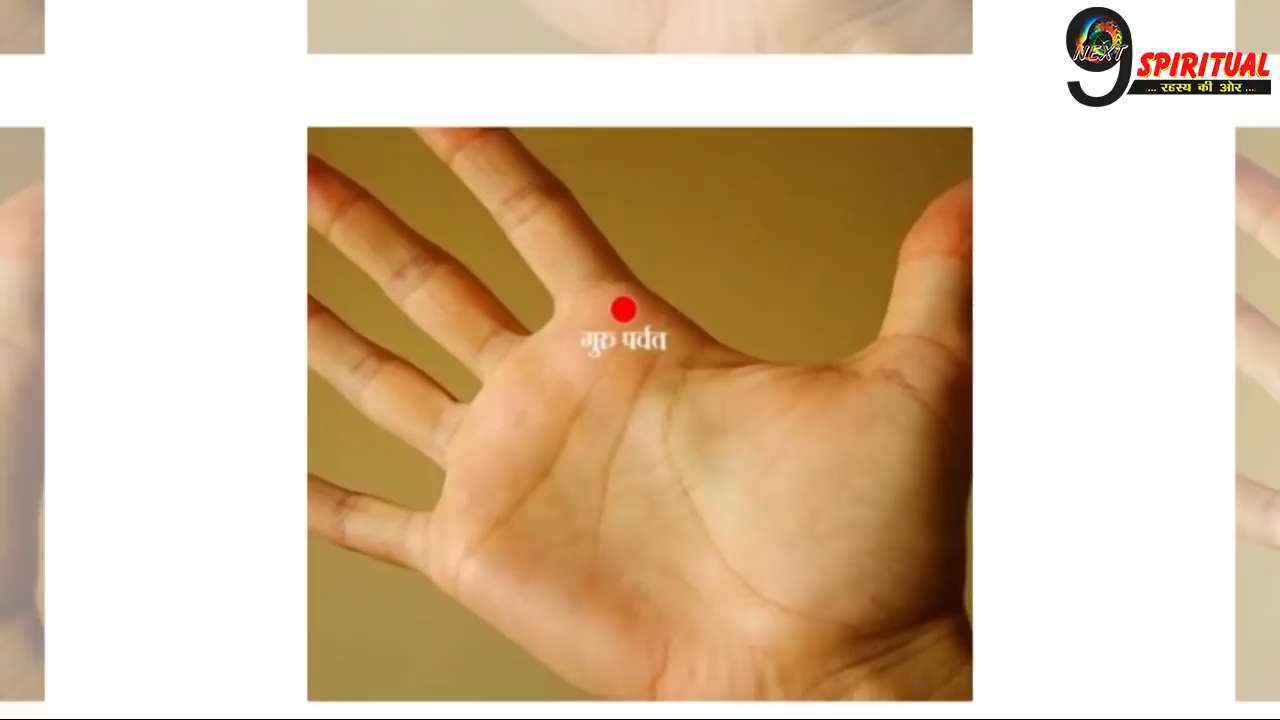 NEXT
9 SPIRITUAL
... रहस्य की ओर ...
गुरु पर्वत